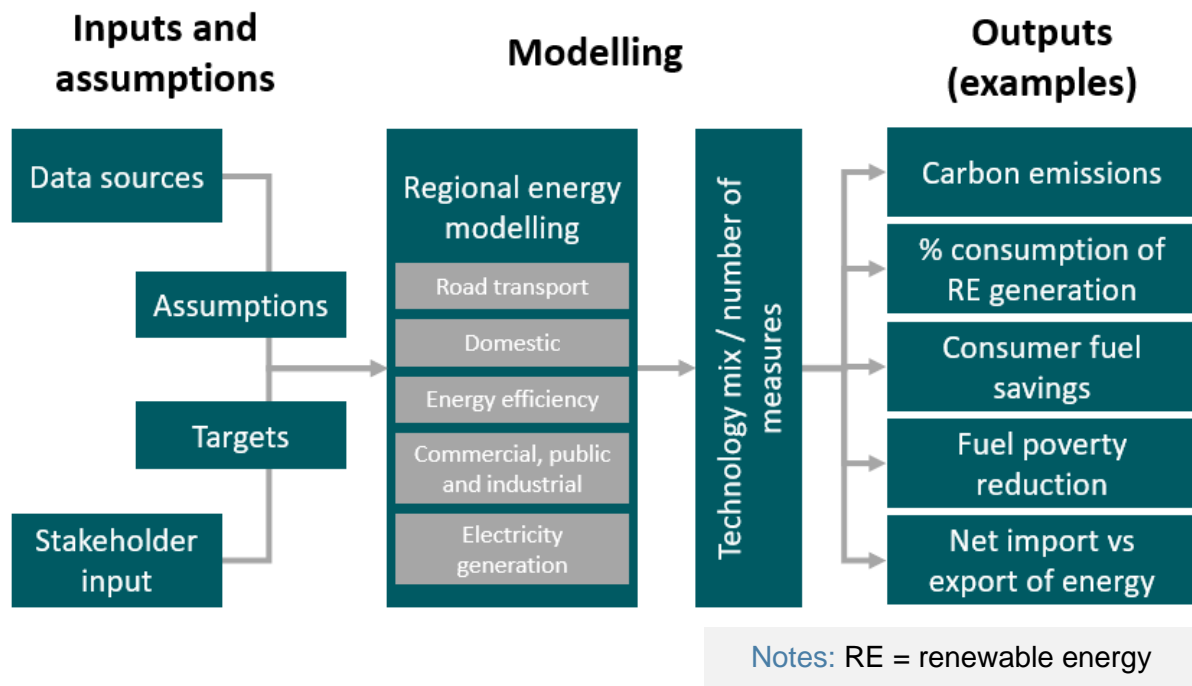 Inputs and
assumptions
Modelling
Outputs
(examples)
Data sources
Assumptions
Targets
Stakeholder
input
Regional energy
modelling
Road transport
Domestic
Energy efficiency
Commercial, public
and industrial
Electricity
generation
Technology mix / number of
measures
Carbon emissions
% consumption of
RE generation
Consumer fuel
savings
Fuel poverty
reduction
Net import vs
export of energy
Notes: RE = renewable energy